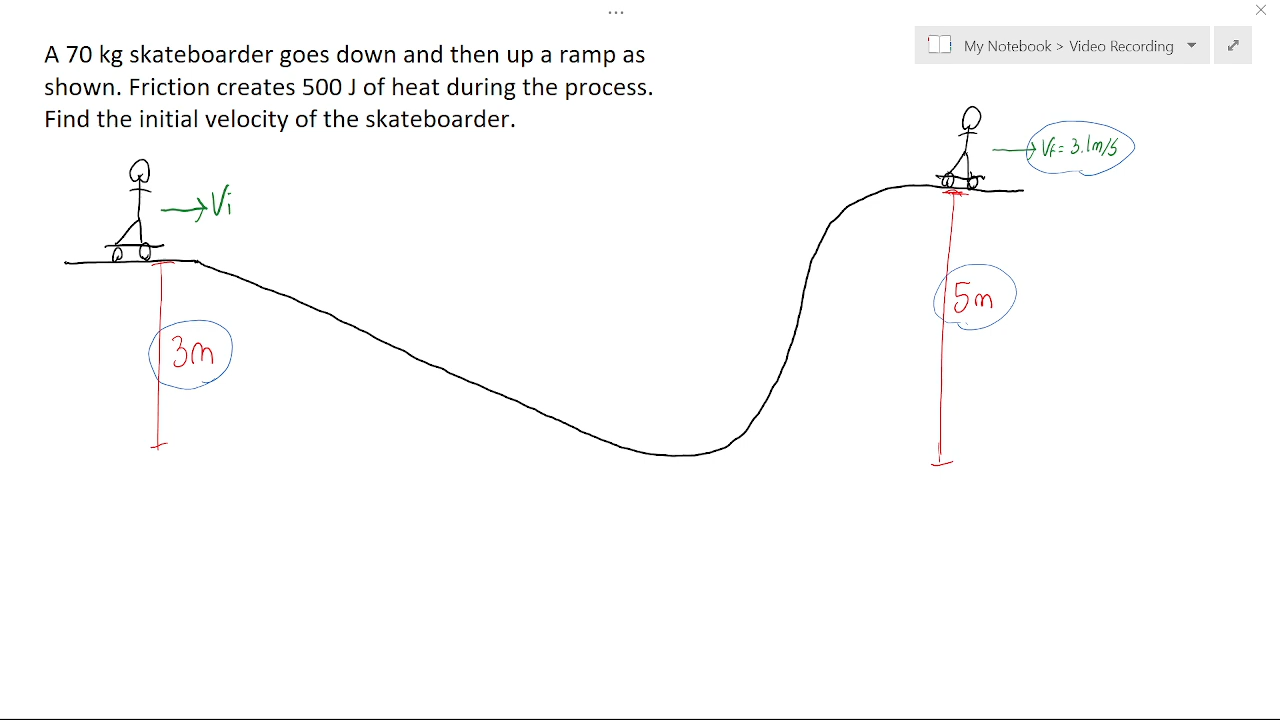 My Notebook > Video Recording
A 70 kg skateboarder goes down and then up a ramp as
shown. Friction creates 500 J of heat during the process.
Find the initial velocity of the skateboarder.
Vf = 3.1m/s
Vi
5m
3m